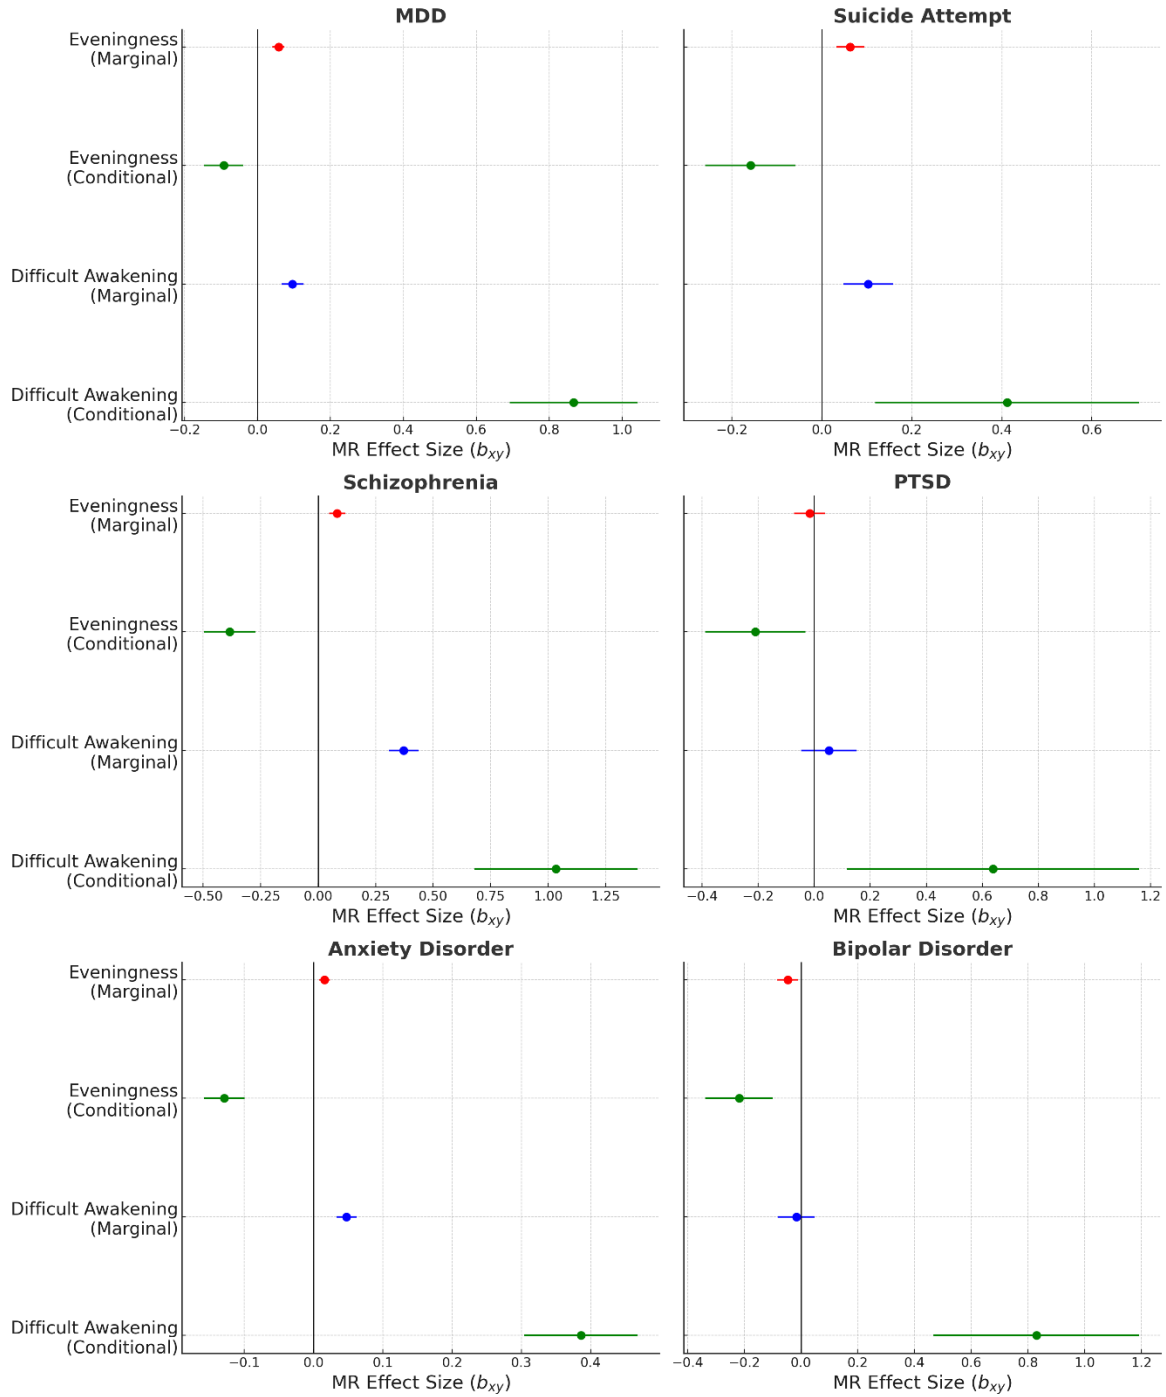 MDD
Eveningness
(Marginal)
Eveningness
(Conditional)
Difficult Awakening
(Marginal)
Difficult Awakening
(Conditional)
−0.2 0.0 0.2 0.4 0.6 0.8 1.0
MR Effect Size (bxy)
Suicide Attempt
−0.2 0.0 0.2 0.4 0.6
MR Effect Size (bxy)
Schizophrenia
Eveningness
(Marginal)
Eveningness
(Conditional)
Difficult Awakening
(Marginal)
Difficult Awakening
(Conditional)
−0.50 −0.25 0.00 0.25 0.50 0.75 1.00 1.25
MR Effect Size (bxy)
PTSD
−0.4 −0.2 0.0 0.2 0.4 0.6 0.8 1.0 1.2
MR Effect Size (bxy)
Anxiety Disorder
Eveningness
(Marginal)
Eveningness
(Conditional)
Difficult Awakening
(Marginal)
Difficult Awakening
(Conditional)
−0.1 0.0 0.1 0.2 0.3 0.4
MR Effect Size (bxy)
Bipolar Disorder
−0.4 −0.2 0.0 0.2 0.4 0.6 0.8 1.0 1.2
MR Effect Size (bxy)